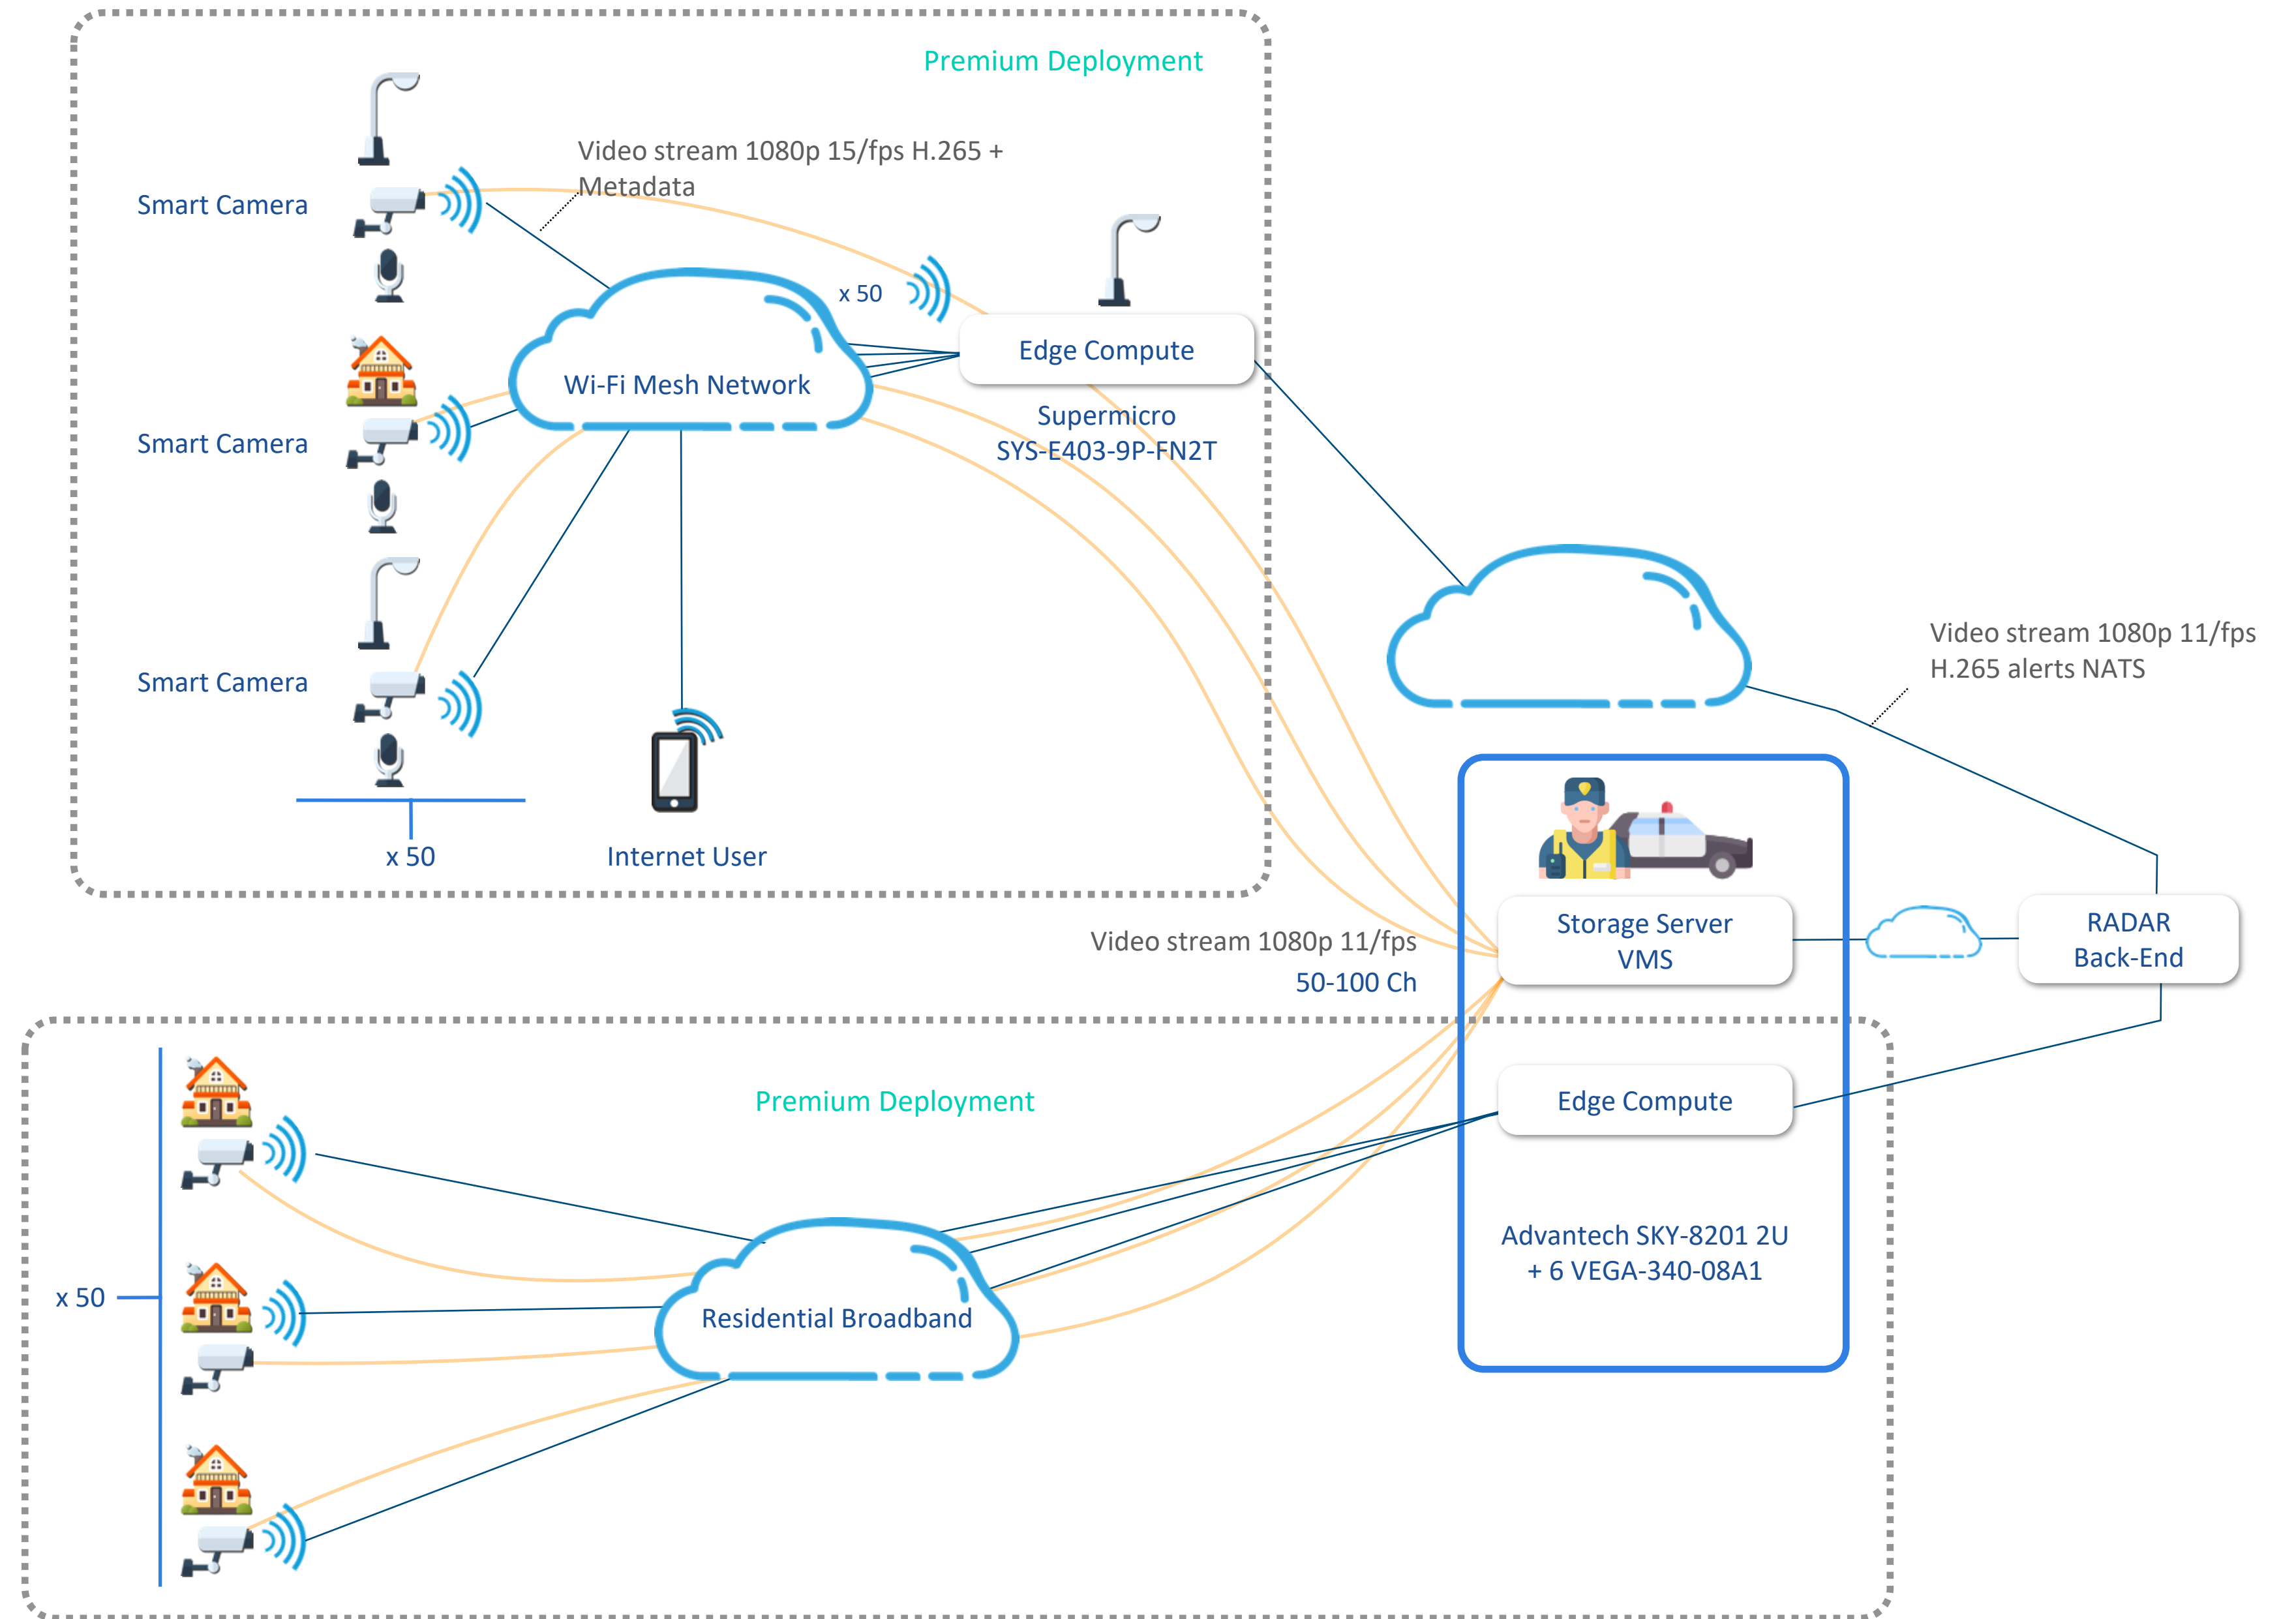 Premium Deployment
Video stream 1080p 15/fps H.265 +
Metadata
Smart Camera
x 50
Edge Compute
Wi-Fi Mesh Network
Supermicro
SYS-E403-9P-FN2T
Smart Camera
Smart Camera
x 50
Internet User
Video stream 1080p 11/fps
H.265 alerts NATS
Storage Server
VMS
RADAR
Back-End
Video stream 1080p 11/fps
50-100 Ch
Premium Deployment
Edge Compute
Advantech SKY-8201 2U
+ 6 VEGA-340-08A1
x 50
Residential Broadband